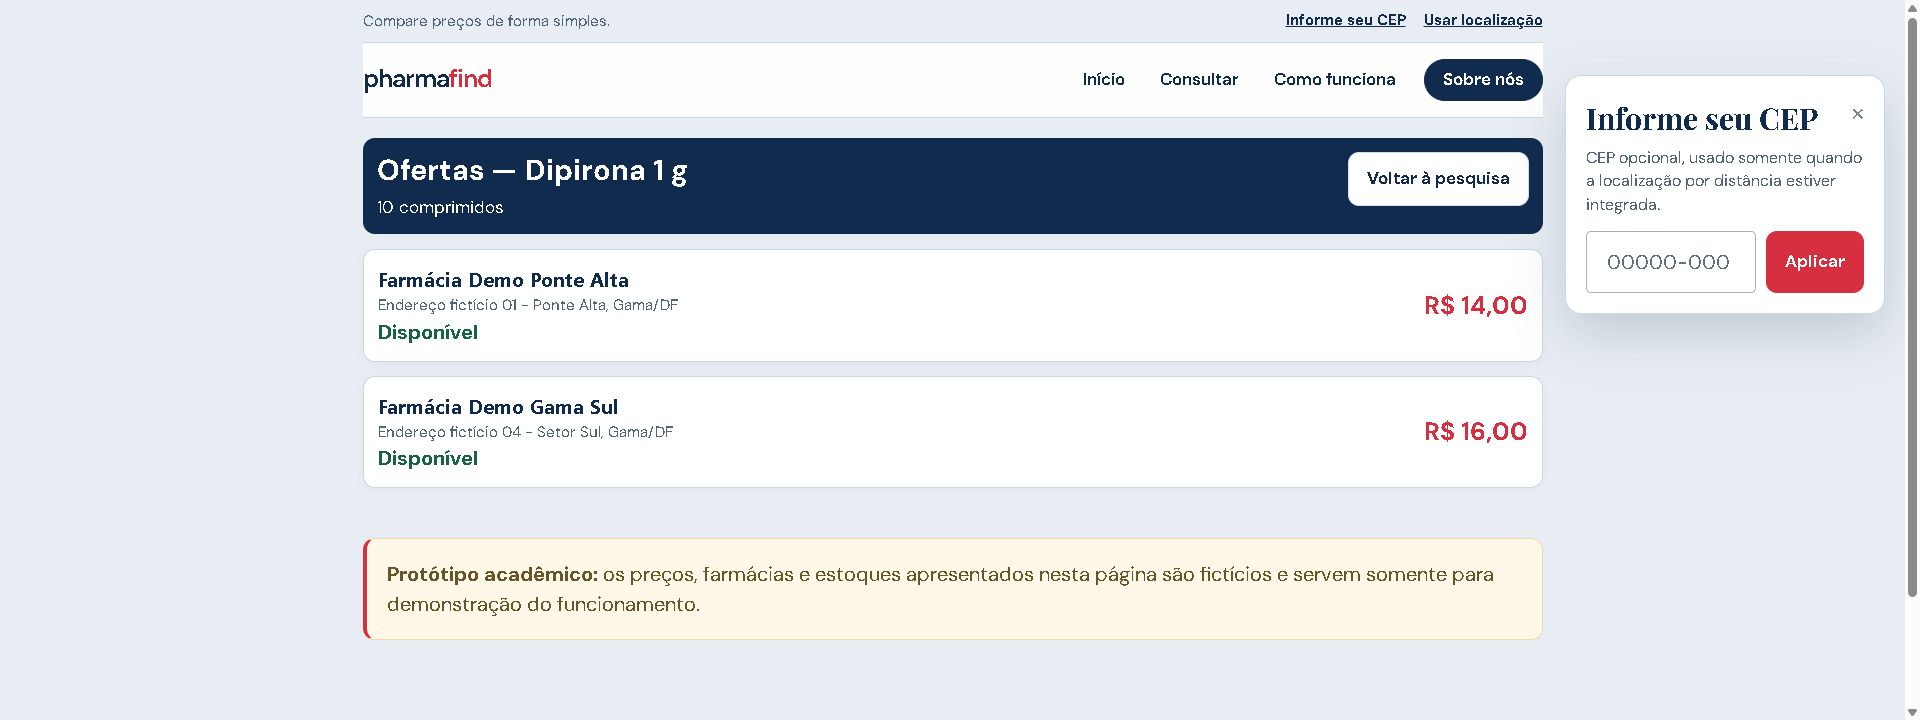 Compare preços de forma simples.
Informe seu CEP
Usar localização
pharmafind
Início
Consultar
Como funciona
Sobre nós
Ofertas — Dipirona 1 g
10 comprimidos
Voltar à pesquisa
Farmácia Demo Ponte Alta
Endereço fictício 01 - Ponte Alta, Gama/DF
Disponível
R$ 14,00
Farmácia Demo Gama Sul
Endereço fictício 04 - Setor Sul, Gama/DF
Disponível
R$ 16,00
Protótipo acadêmico: os preços, farmácias e estoques apresentados nesta página são fictícios e servem somente para
demonstração do funcionamento.
Informe seu CEP
×
CEP opcional, usado somente quando
a localização por distância estiver
integrada.
00000-000
Aplicar